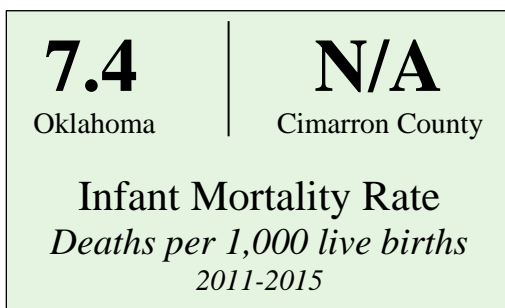 7.4
Oklahoma
N/A
Cimarron County
Infant Mortality Rate
Deaths per 1,000 live births
2011-2015